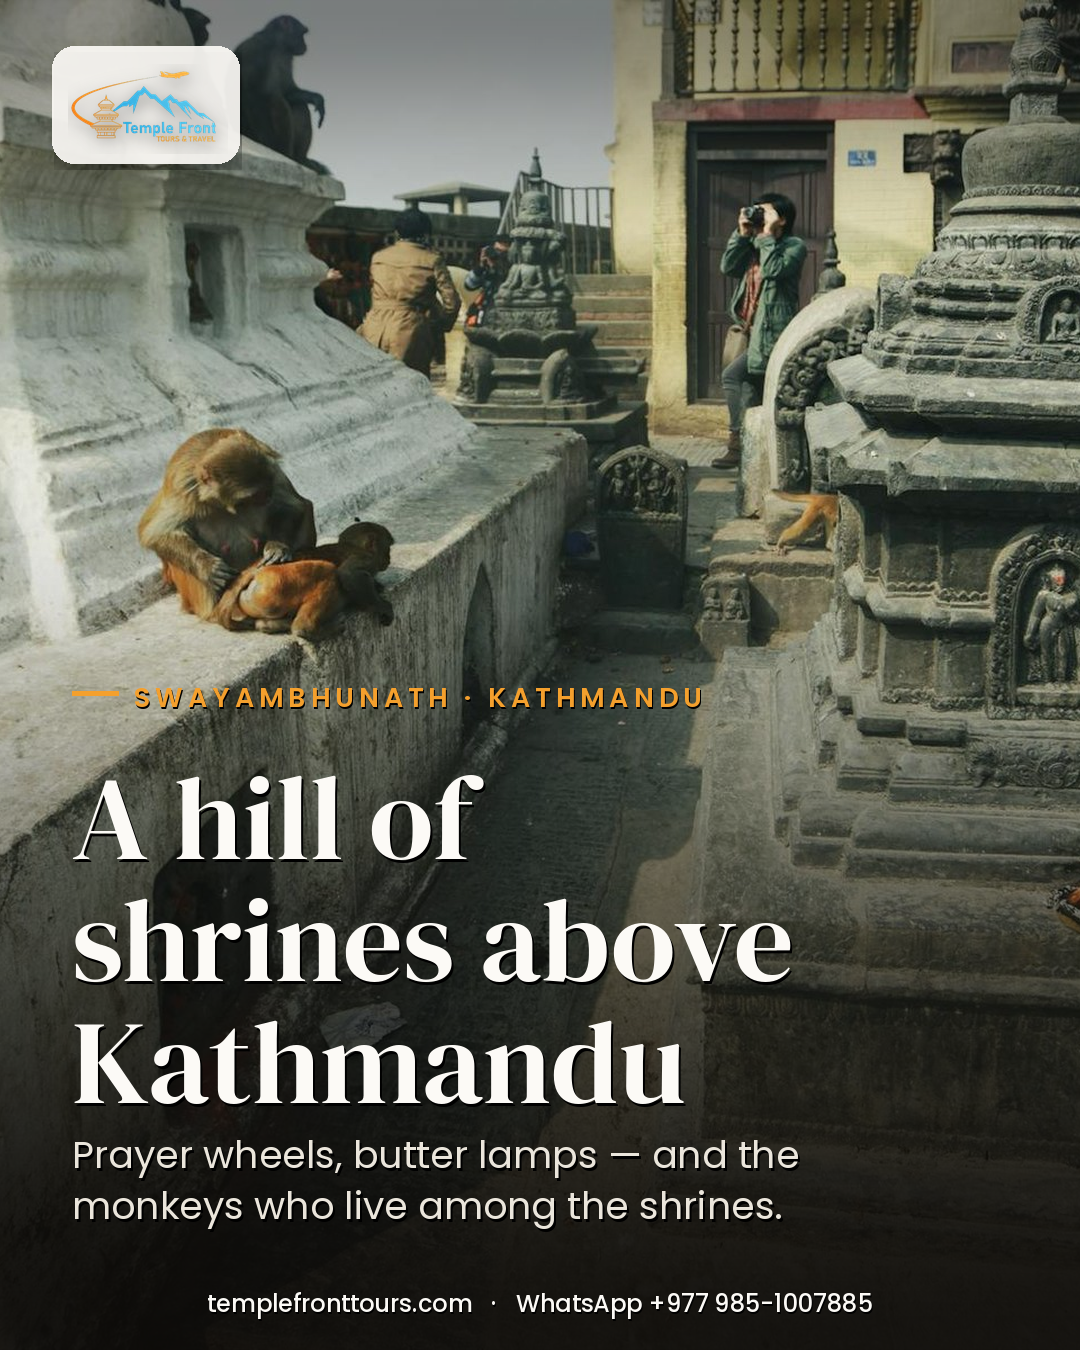 Temple Front
TOURS & TRAVEL
SWAYAMBHUNATH · KATHMANDU
A hill of
shrines above
Kathmandu
Prayer wheels, butter lamps — and the
monkeys who live among the shrines.
templefronttours.com · WhatsApp +977 985-1007885